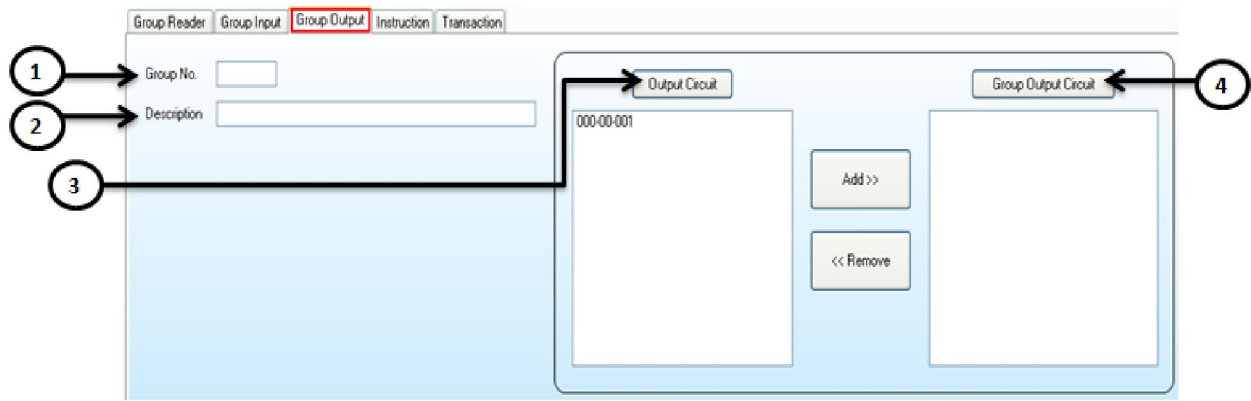 Group Reader Group Input Group Output Instruction Transaction
1 Group No. Output Circuit Group Output Circuit 4
2 Description 000-00-001
3 Add >>
<< Remove